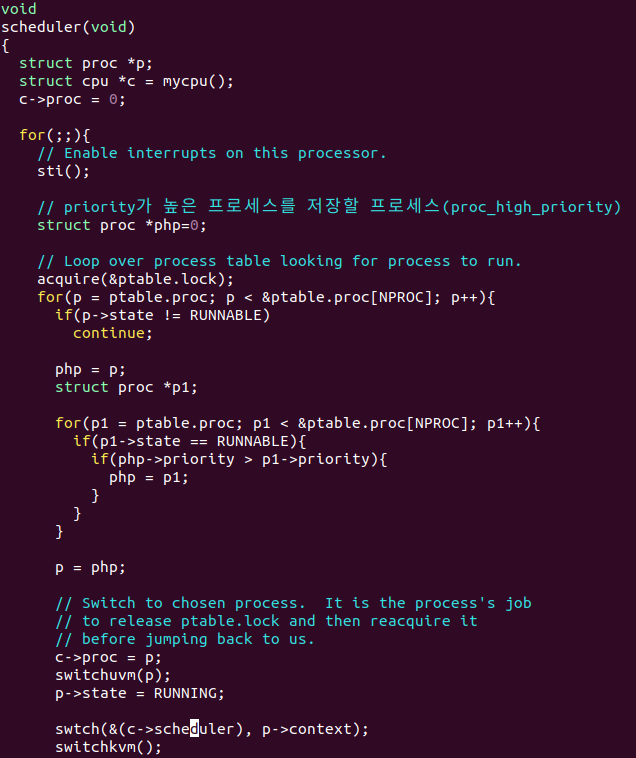 void
scheduler(void)
{
  struct proc *p;
  struct cpu *c = mycpu();
  c->proc = 0;
  for(;;){
    // Enable interrupts on this processor.
    sti();
    // priority가 높은 프로세스를 저장할 프로세스(proc_high_priority)
    struct proc *php=0;
    // Loop over process table looking for process to run.
    acquire(&ptable.lock);
    for(p = ptable.proc; p < &ptable.proc[NPROC]; p++){
      if(p->state != RUNNABLE)
        continue;
      php = p;
      struct proc *p1;
      for(p1 = ptable.proc; p1 < &ptable.proc[NPROC]; p1++){
        if(p1->state == RUNNABLE){
          if(php->priority > p1->priority){
            php = p1;
          }
        }
      }
      p = php;
      // Switch to chosen process.  It is the process's job
      // to release ptable.lock and then reacquire it
      // before jumping back to us.
      c->proc = p;
      switchuvm(p);
      p->state = RUNNING;
      swtch(&(c->scheduler), p->context);
      switchkvm();